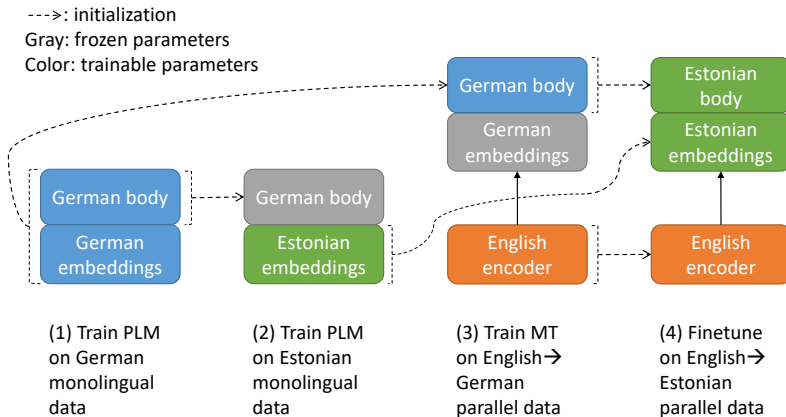 ---->: initialization
Gray: frozen parameters
Color: trainable parameters
German body
German
embeddings
German body
Estonian
embeddings
German body
German
embeddings
English
encoder
Estonian
body
Estonian
embeddings
English
encoder
(1) Train PLM
on German
monolingual
data
(2) Train PLM
on Estonian
monolingual
data
(3) Train MT
on English→
German
parallel data
(4) Finetune
on English→
Estonian
parallel data